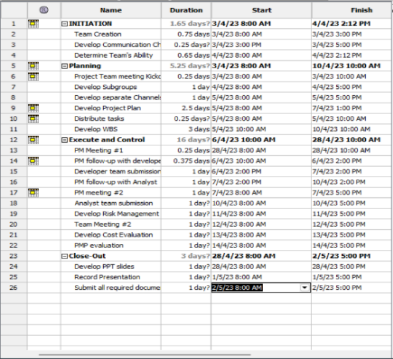 Name Duration Start Finish
1 INITIATION 1.65 days? 3/4/23 8:00 AM 4/4/23 2:12 PM
2 Team Creation 0.75 days 3/4/23 8:00 AM 3/4/23 3:00 PM
3 Develop Communication Ch 0.25 days? 3/4/23 3:00 PM 3/4/23 5:00 PM
4 Determine Team's Ability 0.65 days 4/4/23 8:00 AM 4/4/23 2:12 PM
5 Planning 5.25 days? 3/4/23 8:00 AM 10/4/23 10:00 AM
6 Project Team meeting Kicko 0.25 days 3/4/23 8:00 AM 3/4/23 10:00 AM
7 Develop Subgroups 1 day 4/4/23 8:00 AM 4/4/23 5:00 PM
8 Develop separate Channel 1 day 5/4/23 8:00 AM 5/4/23 5:00 PM
9 Develop Project Plan 2.5 days 5/4/23 8:00 AM 7/4/23 1:00 PM
10 Distribute tasks 0.25 days? 5/4/23 8:00 AM 5/4/23 10:00 AM
11 Develop WBS 3 days 5/4/23 10:00 AM 10/4/23 10:00 AM
12 Execute and Control 16 days? 6/4/23 10:00 AM 28/4/23 10:00 AM
13 PM Meeting #1 0.25 days 28/4/23 8:00 AM 28/4/23 10:00 AM
14 PM follow-up with develope 0.375 days 6/4/23 10:00 AM 6/4/23 2:00 PM
15 Developer team submission 1 day 6/4/23 2:00 PM 7/4/23 2:00 PM
16 PM follow-up with Analyst 1 day 7/4/23 2:00 PM 10/4/23 2:00 PM
17 PM meeting #2 1 day? 7/4/23 8:00 AM 7/4/23 5:00 PM
18 Analyst team submission 1 day? 10/4/23 8:00 AM 10/4/23 5:00 PM
19 Develop Risk Management 1 day? 11/4/23 8:00 AM 11/4/23 5:00 PM
20 Team Meeting #2 1 day? 12/4/23 8:00 AM 12/4/23 5:00 PM
21 Develop Cost Evaluation 1 day? 13/4/23 8:00 AM 13/4/23 5:00 PM
22 PMP evaluation 1 day? 14/4/23 8:00 AM 14/4/23 5:00 PM
23 Close-Out 3 days? 28/4/23 8:00 AM 2/5/23 5:00 PM
24 Develop PPT slides 1 day? 28/4/23 8:00 AM 28/4/23 5:00 PM
25 Record Presentation 1 day? 1/5/23 8:00 AM 1/5/23 5:00 PM
26 Submit all required docume 1 day? 2/5/23 8:00 AM 2/5/23 5:00 PM